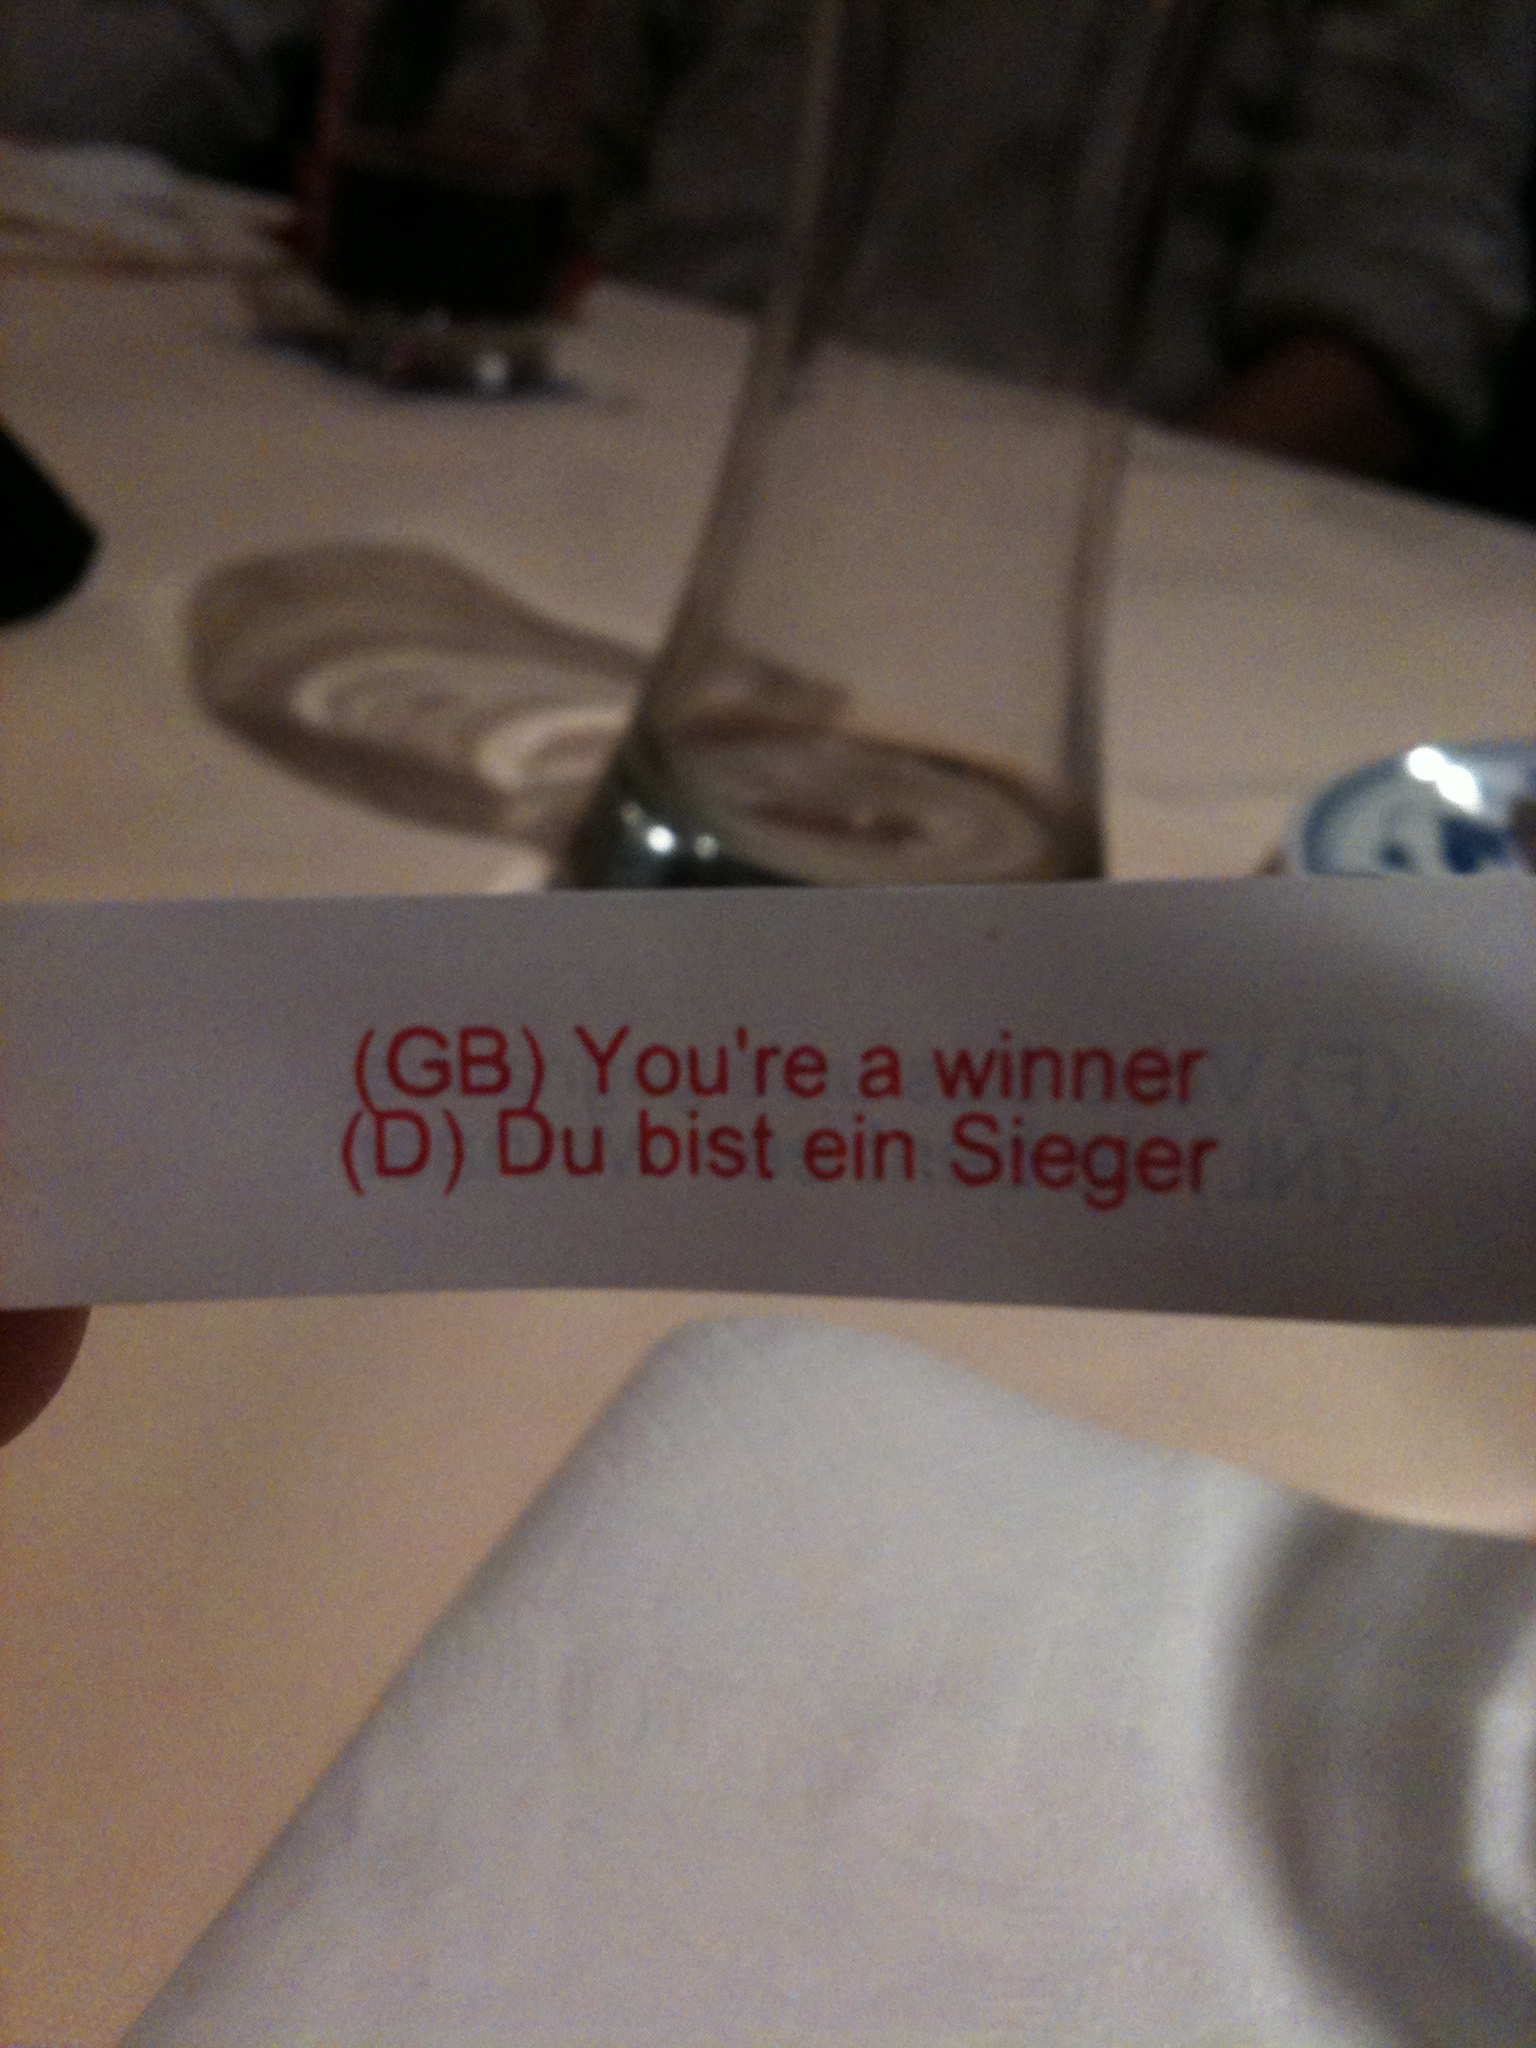 (GB) You're a winner
(D) Du bist ein Sieger